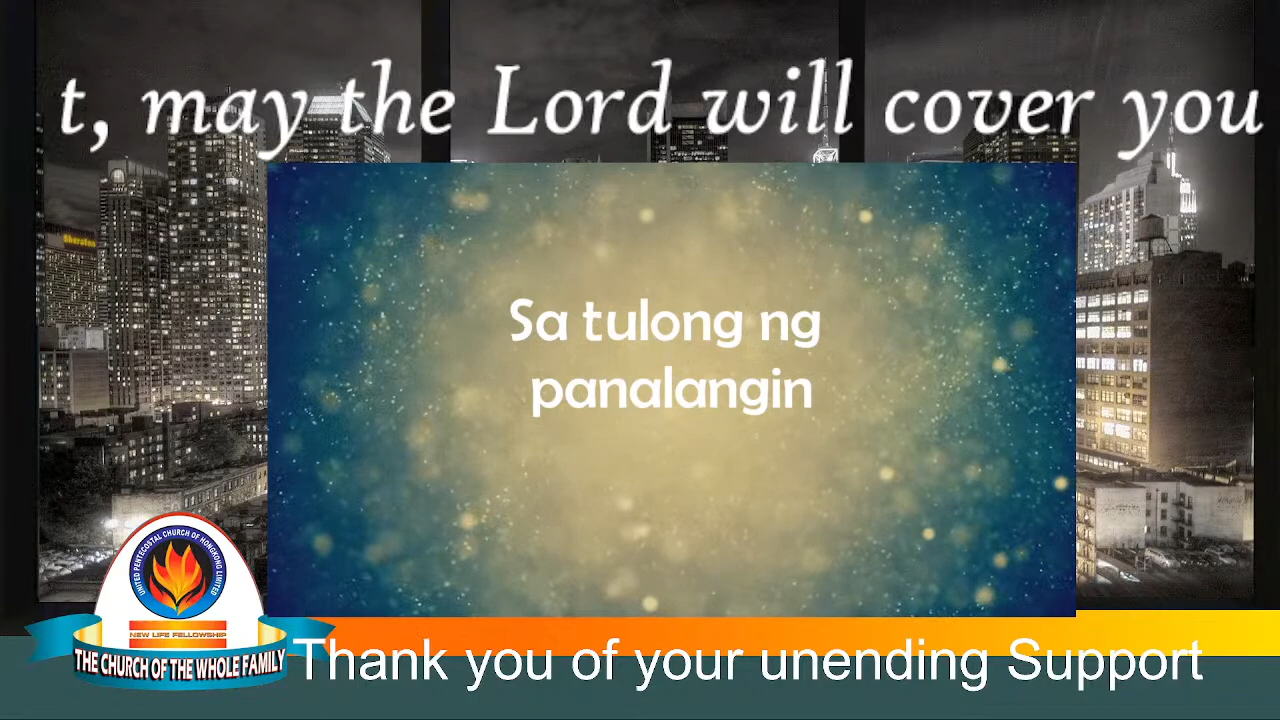 t, may the Lord will cover you
Sheraton
Sa tulong ng
panalangin
UNITED PENTECOSTAL CHURCH OF HONGKONG LIMITED
NEW LIFE FELLOWSHIP
THE CHURCH OF THE WHOLE FAMILY
Thank you of your unending Support